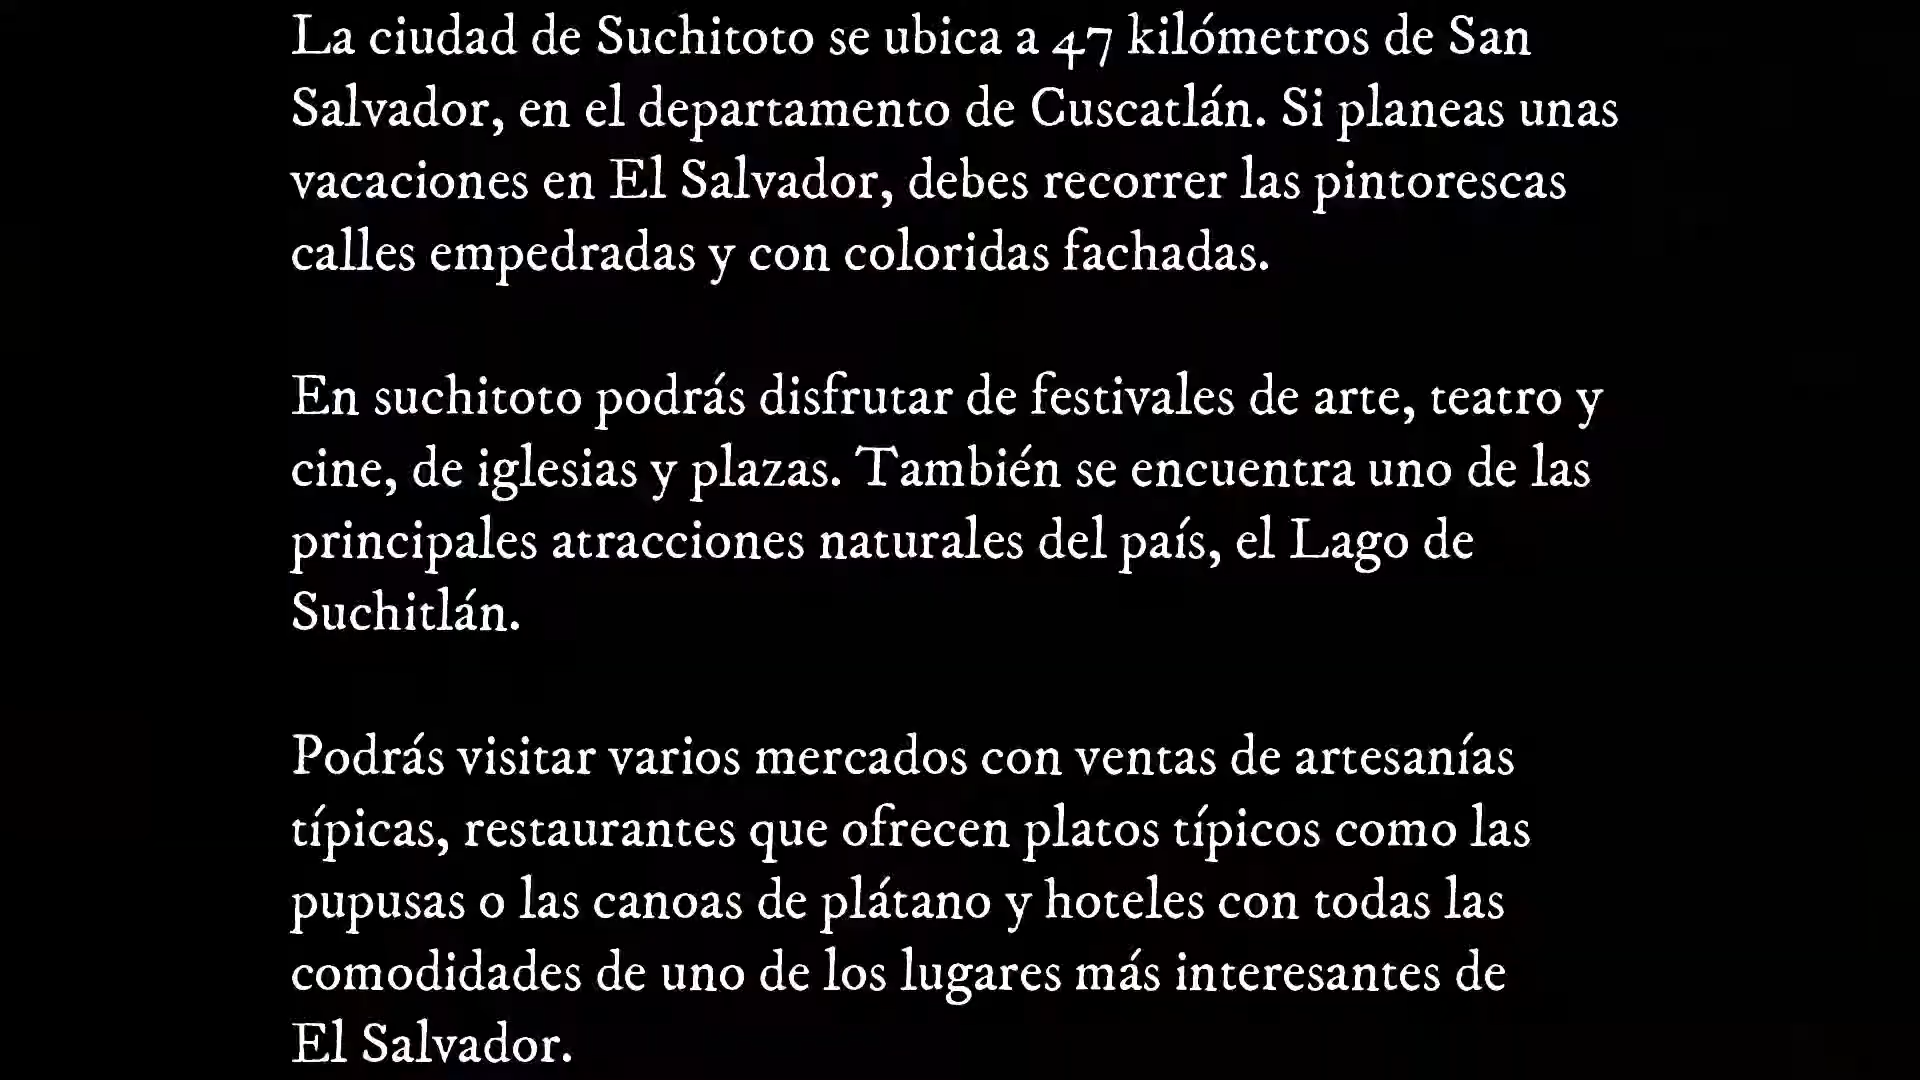 La ciudad de Suchitoto se ubica a 47 kilómetros de San
Salvador, en el departamento de Cuscatlán. Si planeas unas
vacaciones en El Salvador, debes recorrer las pintorescas
calles empedradas y con coloridas fachadas.
En suchitoto podrás disfrutar de festivales de arte, teatro y
cine, de iglesias y plazas. También se encuentra uno de las
principales atracciones naturales del país, el Lago de
Suchitlán.
Podrás visitar varios mercados con ventas de artesanías
típicas, restaurantes que ofrecen platos típicos como las
pupusas o las canoas de plátano y hoteles con todas las
comodidades de uno de los lugares más interesantes de
El Salvador.